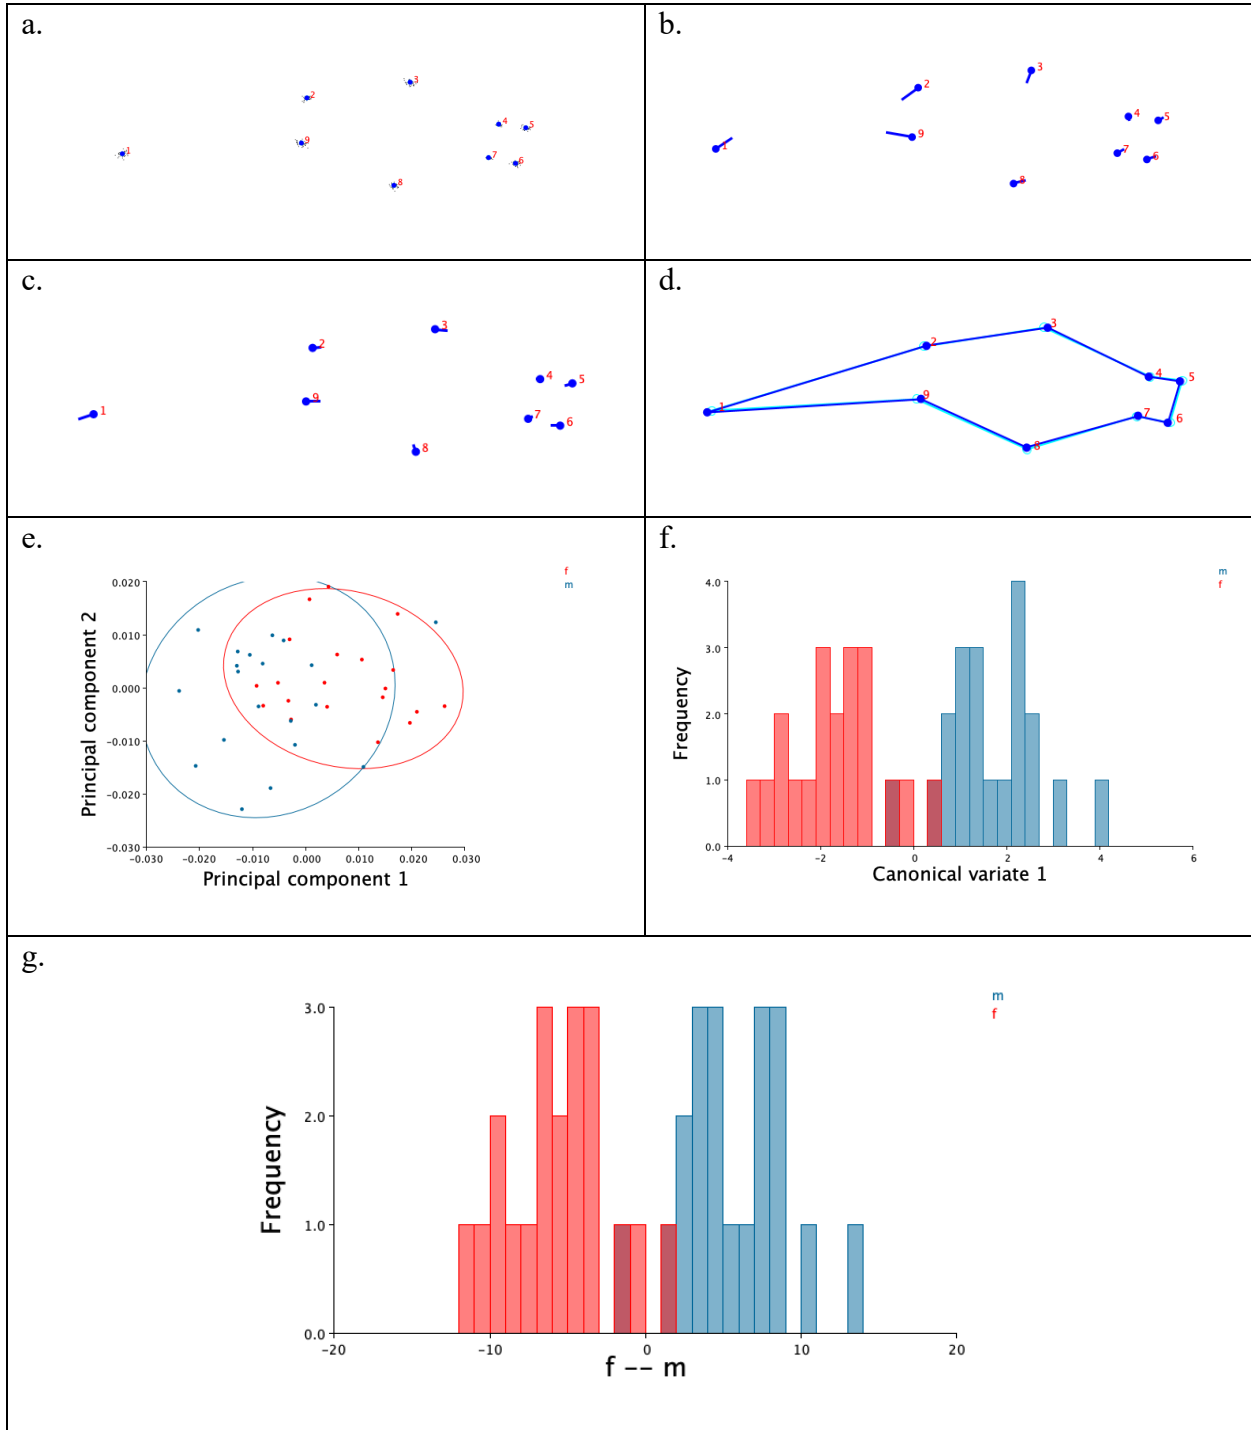 a.
1
2
3
4
5
6
7
8
9
b.
1
2
3
4
5
6
7
8
9
c.
1
2
3
4
5
6
7
8
9
d.
1
2
3
4
5
6
7
8
9
e.
f
m
Principal component 2
0.020
0.010
0.000
−0.010
−0.020
−0.030
−0.030 −0.020 −0.010 0.000 0.010 0.020 0.030
Principal component 1
f.
m
f
Frequency
4.0
3.0
2.0
1.0
0.0
−4 −2 0 2 4 6
Canonical variate 1
g.
m
f
Frequency
3.0
2.0
1.0
0.0
−20 −10 0 10 20
f −− m